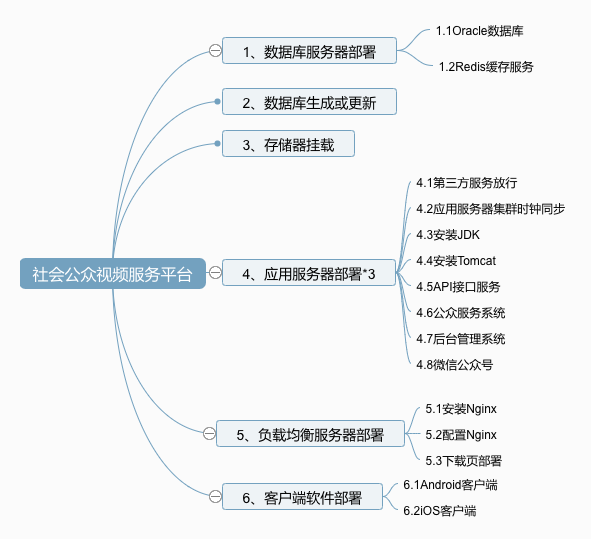 社会公众视频服务平台
1、数据库服务器部署
1.1Oracle数据库
1.2Redis缓存服务
2、数据库生成或更新
3、存储器挂载
4、应用服务器部署*3
4.1第三方服务放行
4.2应用服务器集群时钟同步
4.3安装JDK
4.4安装Tomcat
4.5API接口服务
4.6公众服务系统
4.7后台管理系统
4.8微信公众号
5、负载均衡服务器部署
5.1安装Nginx
5.2配置Nginx
5.3下载页部署
6、客户端软件部署
6.1Android客户端
6.2iOS客户端